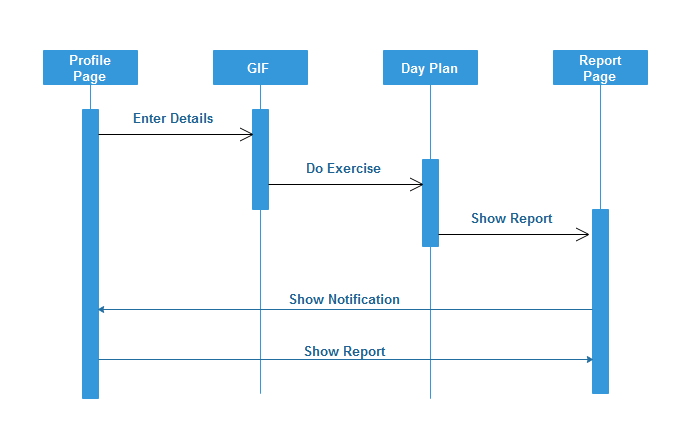 Profile
Page
GIF
Day Plan
Report
Page
Enter Details
Do Exercise
Show Report
Show Notification
Show Report